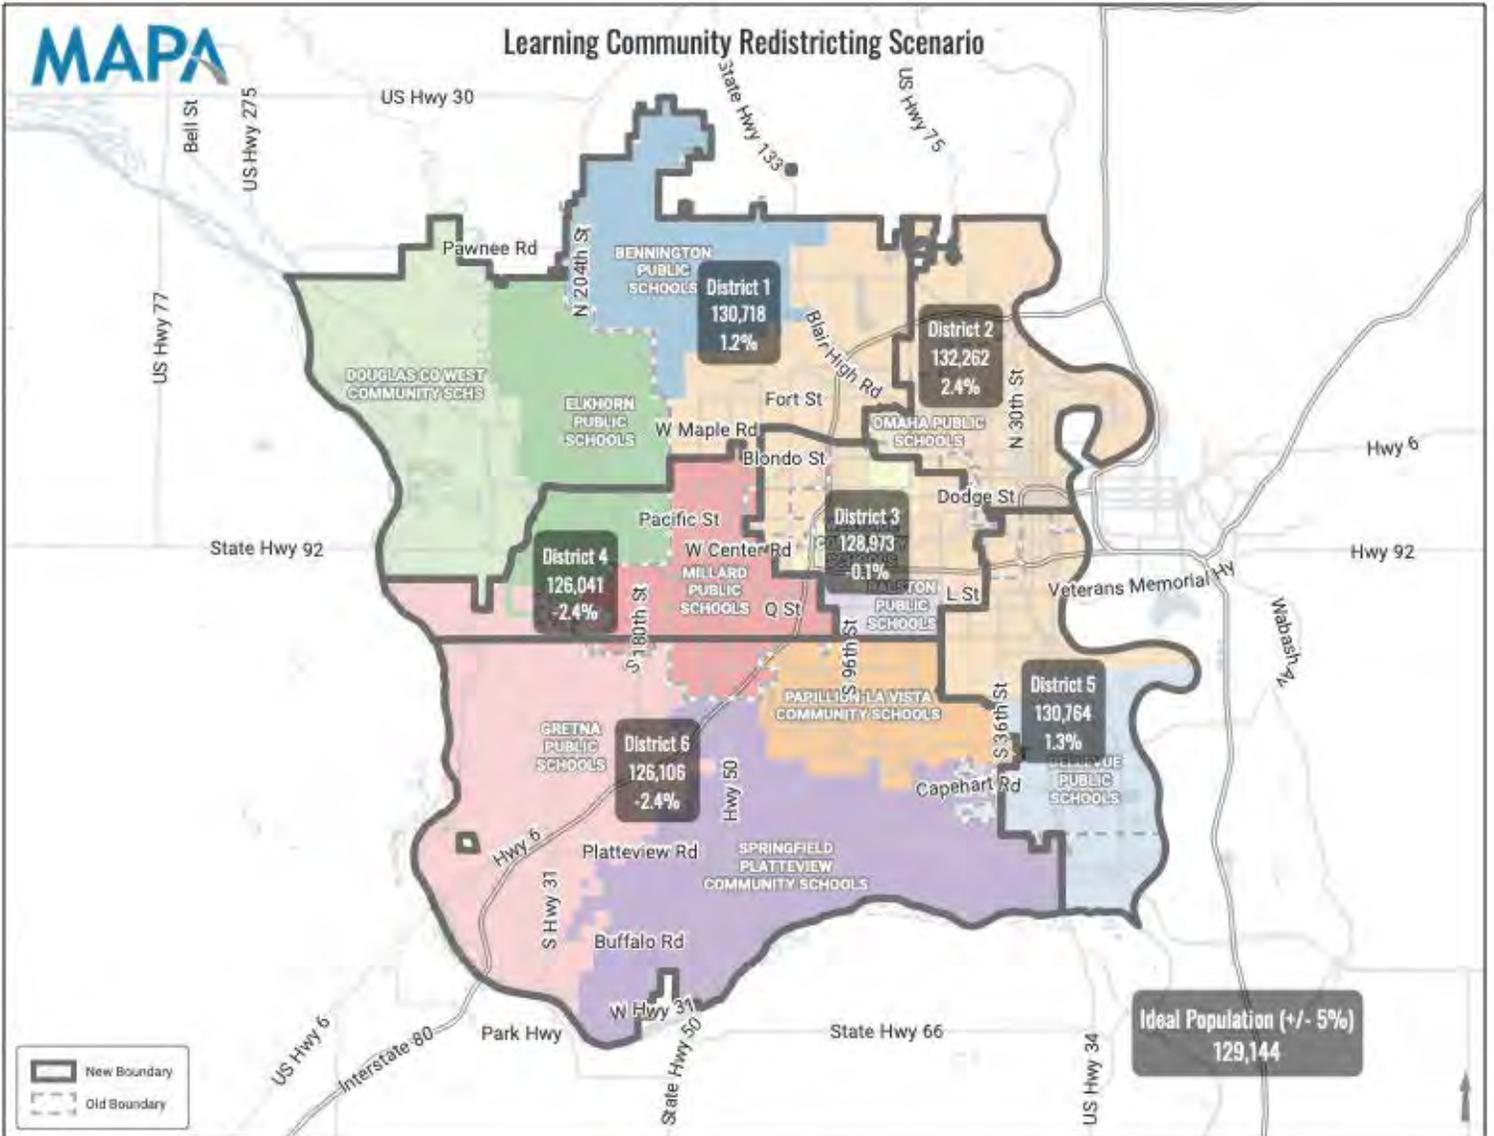 MAPA
Learning Community Redistricting Scenario
US Hwy 30
Bell St
US Hwy 275
State Hwy 133
US Hwy 75
Pawnee Rd
N 204th St
BENNINGTON
PUBLIC
SCHOOLS
District 1
130,718
1.2%
US Hwy 77
Blair High Rd
District 2
132,262
2.4%
N 30th St
DOUGLAS CO WEST
COMMUNITY SCHS
ELKHORN
PUBLIC
SCHOOLS
Fort St
W Maple Rd
OMAHA PUBLIC
SCHOOLS
Blondo St
Hwy 6
Dodge St
Pacific St
District 3
128,973
-0.1%
State Hwy 92
W Center Rd
Hwy 92
District 4
126,041
-2.4%
MILLARD
PUBLIC
SCHOOLS
Q St
PUBLIC
SCHOOLS
L St
Veterans Memorial Hy
Wabash Av
S 180th St
S 96th St
PAPILLION-LA VISTA
COMMUNITY SCHOOLS
S 36th St
District 5
130,764
1.3%
GRETNA
PUBLIC
SCHOOLS
District 6
126,106
-2.4%
Hwy 50
Capehart Rd
BELLEVUE
PUBLIC
SCHOOLS
Hwy 6
Platteview Rd
SPRINGFIELD
PLATTEVIEW
COMMUNITY SCHOOLS
S Hwy 31
Buffalo Rd
W Hwy 31
Park Hwy
State Hwy 50
State Hwy 66
US Hwy 34
US Hwy 6
Interstate 80
Ideal Population (+/- 5%)
129,144
New Boundary
Old Boundary